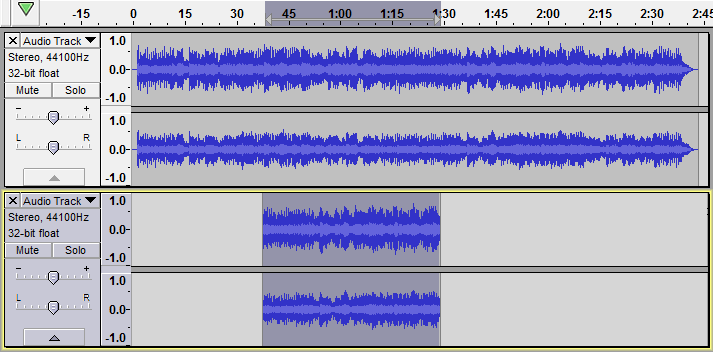 -15 0 15 30 45 1:00 1:15 1:30 1:45 2:00 2:15 2:30 2:45
X Audio Track 1.0
Stereo, 44100Hz
32-bit float 0.0-
Mute Solo
-1.0
- + 1.0
L R 0.0-
-1.0
X Audio Track 1.0
Stereo, 44100Hz
32-bit float 0.0-
Mute Solo
-1.0
- + 1.0
L R 0.0-
-1.0